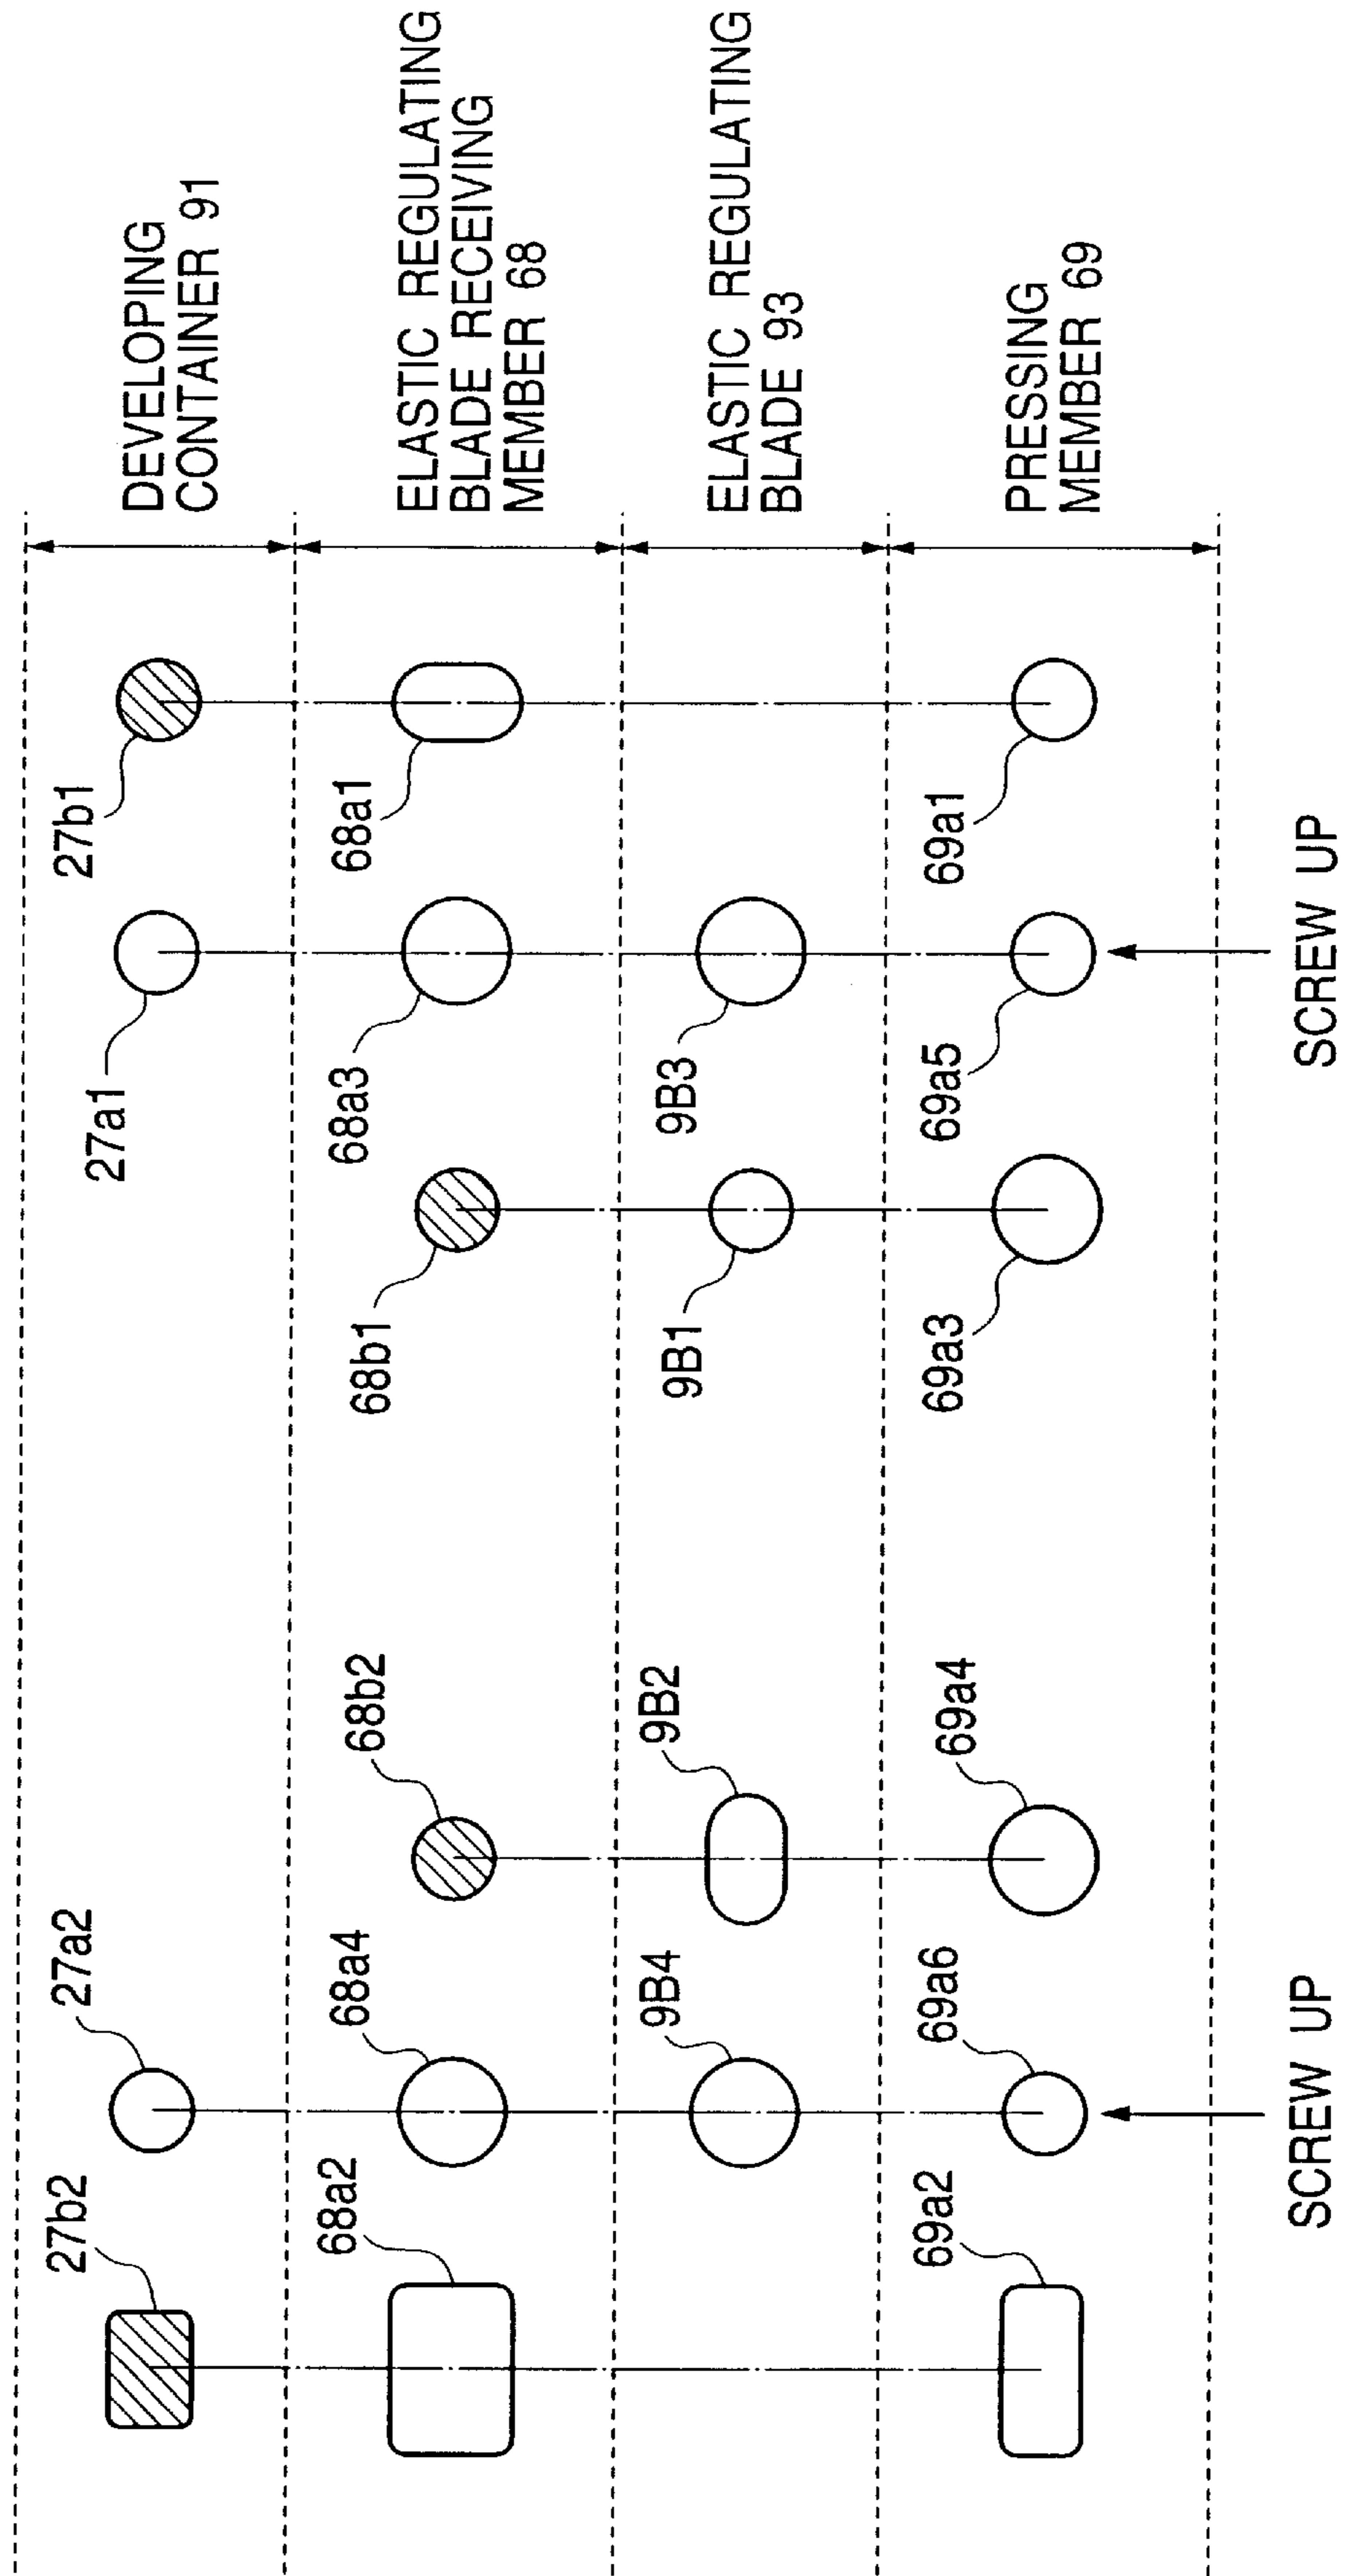 DEVELOPING
CONTAINER 91
ELASTIC REGULATING
BLADE RECEIVING
MEMBER 68
ELASTIC REGULATING
BLADE 93
PRESSING
MEMBER 69
27b2
27a2
27a1
27b1
68a2
68a4
68b2
68b1
68a3
68a1
9B4
9B2
9B1
9B3
69a2
69a6
69a4
69a3
69a5
69a1
SCREW UP
SCREW UP